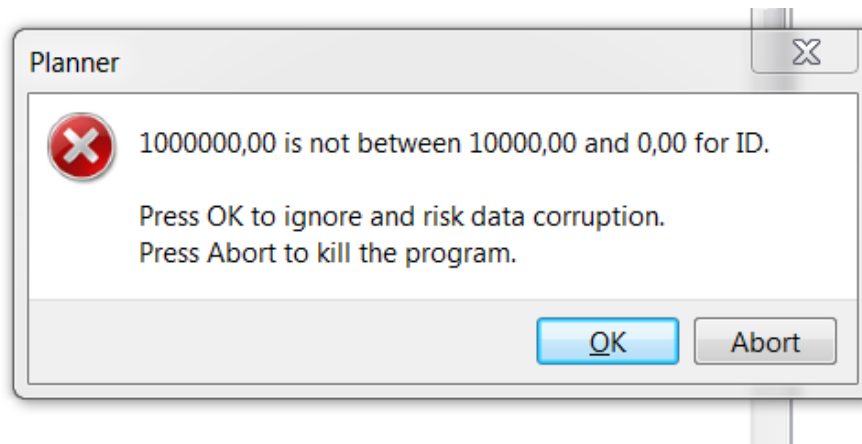 Planner
1000000,00 is not between 10000,00 and 0,00 for ID.
Press OK to ignore and risk data corruption.
Press Abort to kill the program.
OK
Abort